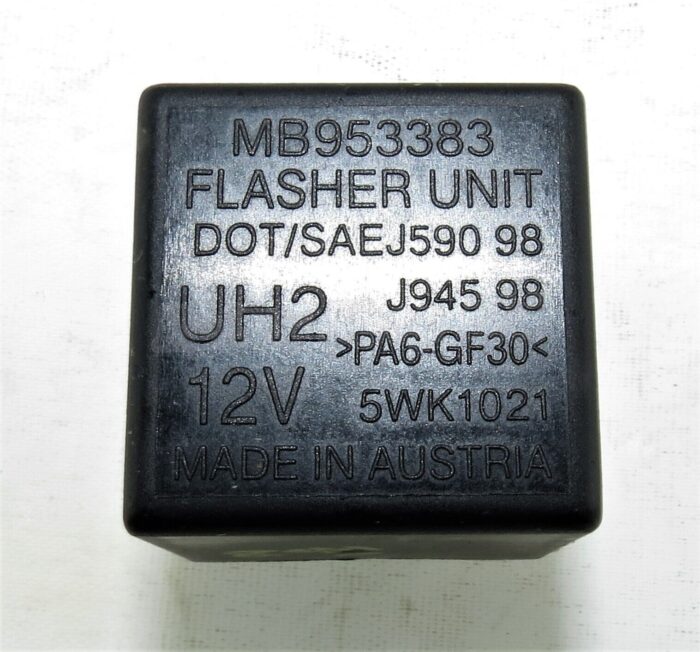 MB953383
FLASHER UNIT
DOT/SAEJ590 98
UH2 J945 98
>PA6-GF30<
12V 5WK1021
MADE IN AUSTRIA